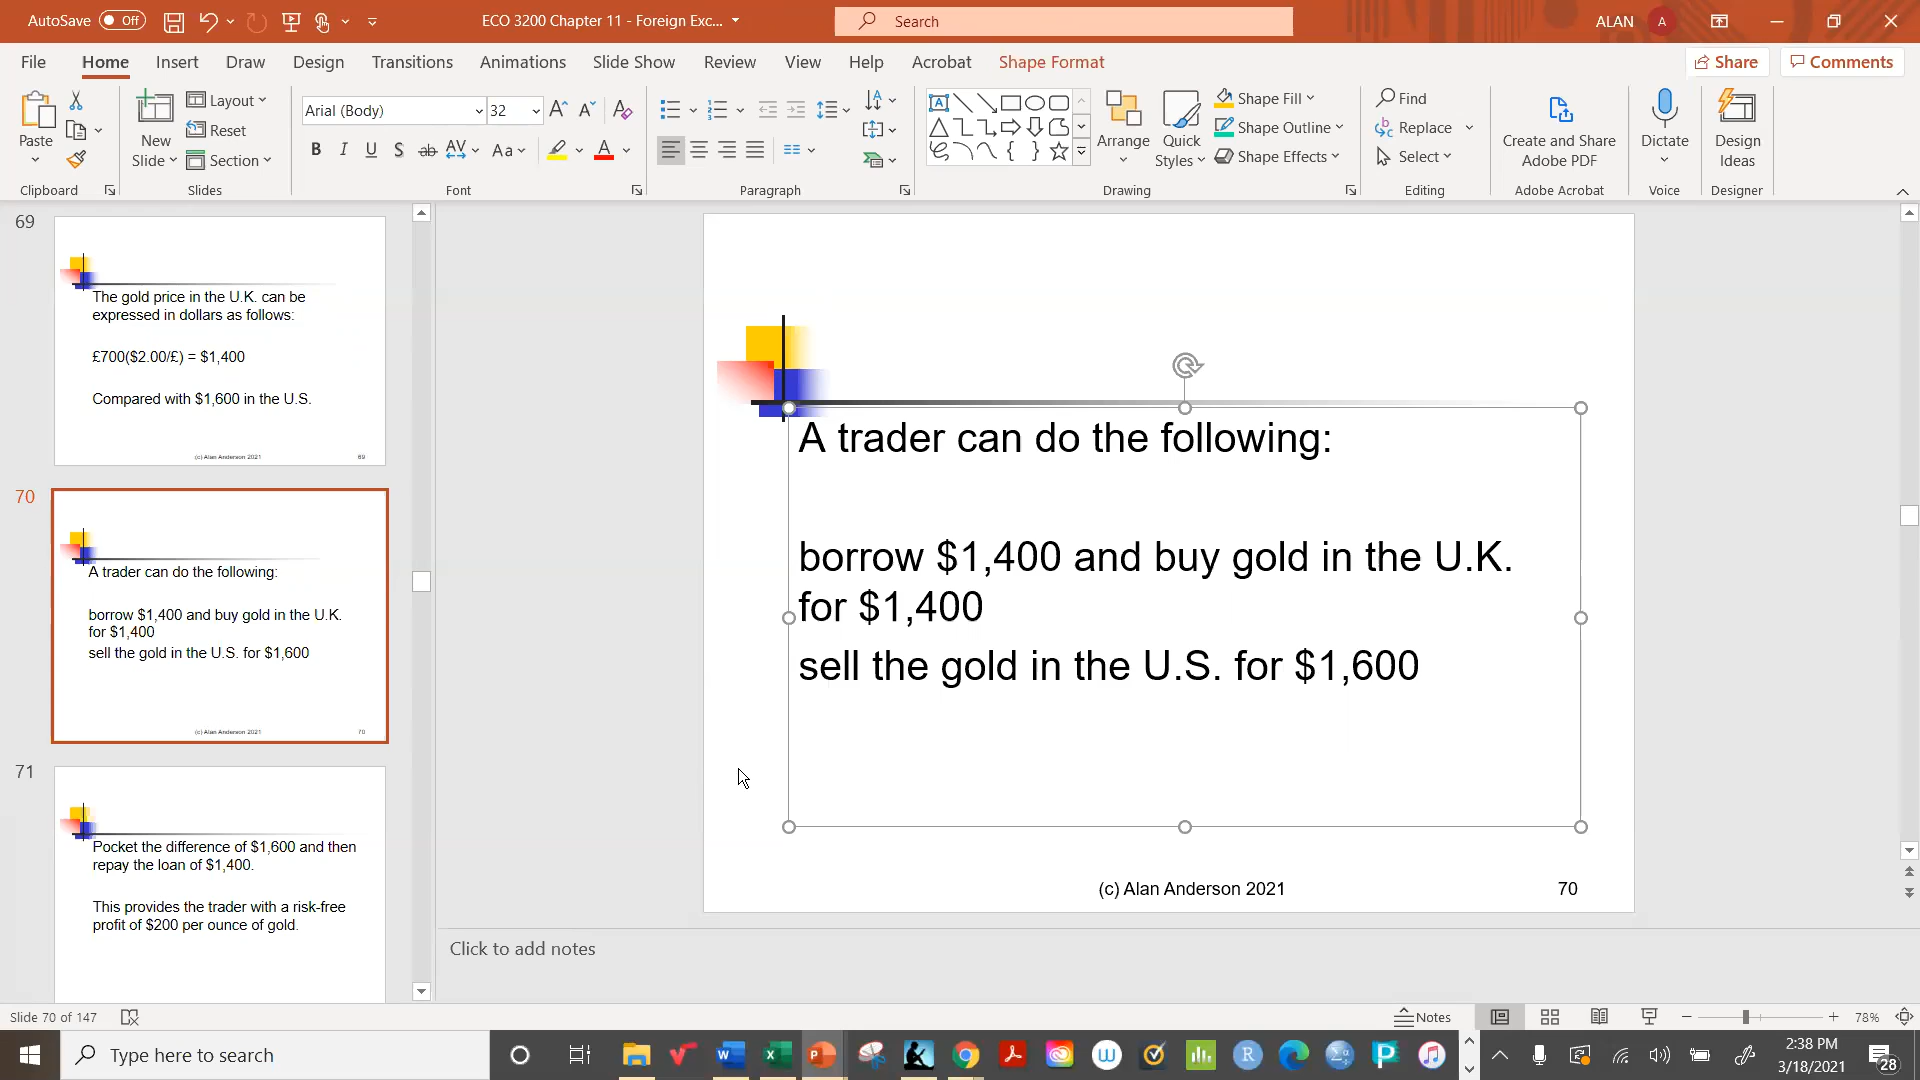 AutoSave Off ECO 3200 Chapter 11 - Foreign Exc... Search ALAN A
File Home Insert Draw Design Transitions Animations Slide Show Review View Help Acrobat Shape Format Share Comments
Paste
New
Slide
Layout
Reset
Section
Arial (Body) 32
Shape Fill
Shape Outline
Shape Effects
Arrange
Quick
Styles
Find
Replace
Select
Create and Share
Adobe PDF
Dictate
Design
Ideas
Clipboard Slides Font Paragraph Drawing Editing Adobe Acrobat Voice Designer
69
The gold price in the U.K. can be
expressed in dollars as follows:
£700($2.00/£) = $1,400
Compared with $1,600 in the U.S.
(c) Alan Anderson 2021 69
70
A trader can do the following:
borrow $1,400 and buy gold in the U.K.
for $1,400
sell the gold in the U.S. for $1,600
(c) Alan Anderson 2021 70
71
Pocket the difference of $1,600 and then
repay the loan of $1,400.
This provides the trader with a risk-free
profit of $200 per ounce of gold.
A trader can do the following:
borrow $1,400 and buy gold in the U.K.
for $1,400
sell the gold in the U.S. for $1,600
(c) Alan Anderson 2021 70
Click to add notes
Slide 70 of 147 Notes 78%
Type here to search
2:38 PM
3/18/2021
28